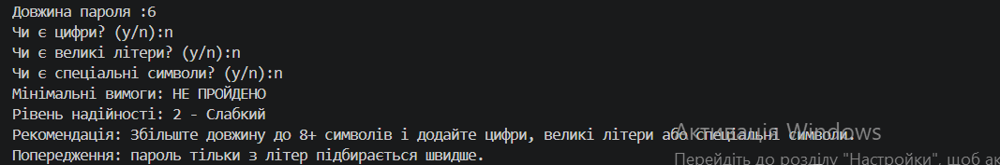 Довжина пароля :6
Чи є цифри? (y/n):n
Чи є великі літери? (y/n):n
Чи є спеціальні символи? (y/n):n
Мінімальні вимоги: НЕ ПРОЙДЕНО
Рівень надійності: 2 - Слабкий
Рекомендація: Збільште довжину до 8+ символів і додайте цифри, великі літери або спеціальні символи.
Попередження: пароль тільки з літер підбирається швидше.
Активація Windows
Перейдіть до розділу "Настройки", щоб ак